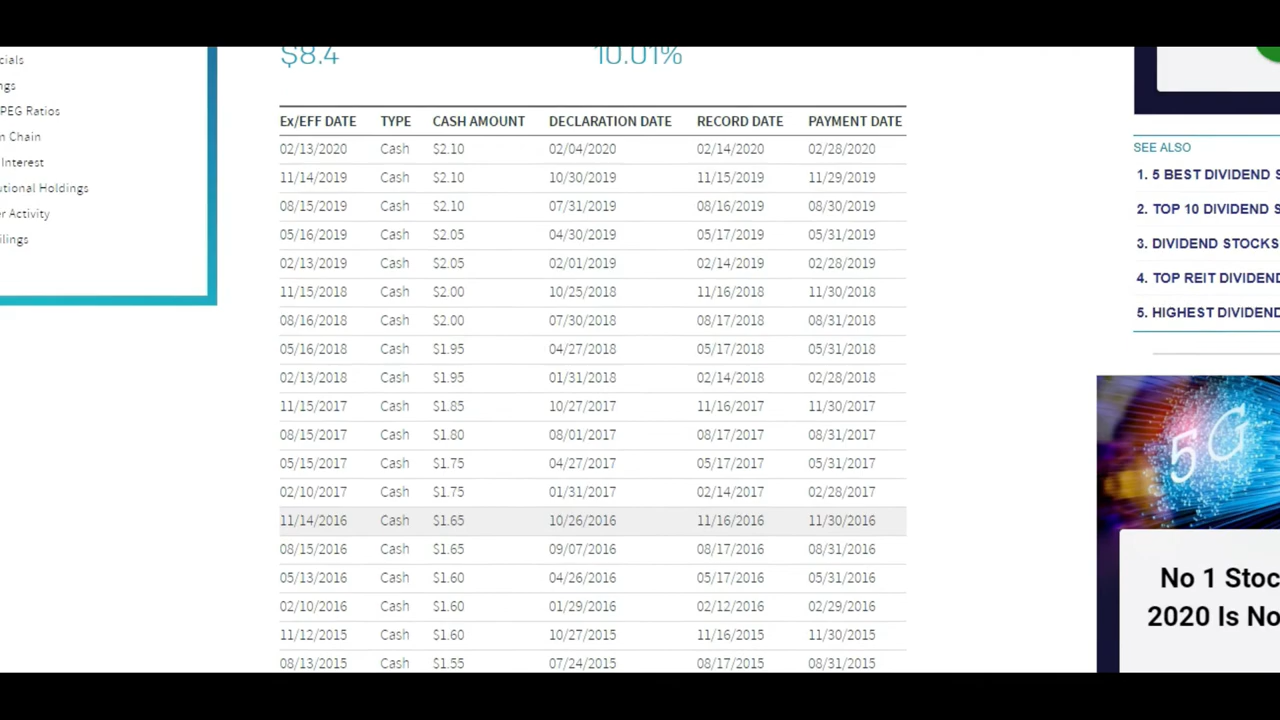 $8.4 10.01%
cials
ngs
PEG Ratios
n Chain
Interest
utional Holdings
er Activity
ilings
Ex/EFF DATE TYPE CASH AMOUNT DECLARATION DATE RECORD DATE PAYMENT DATE
02/13/2020 Cash $2.10 02/04/2020 02/14/2020 02/28/2020
11/14/2019 Cash $2.10 10/30/2019 11/15/2019 11/29/2019
08/15/2019 Cash $2.10 07/31/2019 08/16/2019 08/30/2019
05/16/2019 Cash $2.05 04/30/2019 05/17/2019 05/31/2019
02/13/2019 Cash $2.05 02/01/2019 02/14/2019 02/28/2019
11/15/2018 Cash $2.00 10/25/2018 11/16/2018 11/30/2018
08/16/2018 Cash $2.00 07/30/2018 08/17/2018 08/31/2018
05/16/2018 Cash $1.95 04/27/2018 05/17/2018 05/31/2018
02/13/2018 Cash $1.95 01/31/2018 02/14/2018 02/28/2018
11/15/2017 Cash $1.85 10/27/2017 11/16/2017 11/30/2017
08/15/2017 Cash $1.80 08/01/2017 08/17/2017 08/31/2017
05/15/2017 Cash $1.75 04/27/2017 05/17/2017 05/31/2017
02/10/2017 Cash $1.75 01/31/2017 02/14/2017 02/28/2017
11/14/2016 Cash $1.65 10/26/2016 11/16/2016 11/30/2016
08/15/2016 Cash $1.65 09/07/2016 08/17/2016 08/31/2016
05/13/2016 Cash $1.60 04/26/2016 05/17/2016 05/31/2016
02/10/2016 Cash $1.60 01/29/2016 02/12/2016 02/29/2016
11/12/2015 Cash $1.60 10/27/2015 11/16/2015 11/30/2015
08/13/2015 Cash $1.55 07/24/2015 08/17/2015 08/31/2015
SEE ALSO
1. 5 BEST DIVIDEND S
2. TOP 10 DIVIDEND S
3. DIVIDEND STOCKS
4. TOP REIT DIVIDEND
5. HIGHEST DIVIDEND
5G
No 1 Stoc
2020 Is No